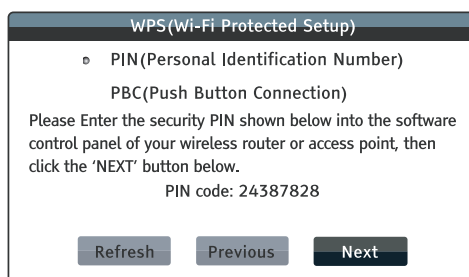 WPS(Wi-Fi Protected Setup)
PIN(Personal Identification Number)
PBC(Push Button Connection)
Please Enter the security PIN shown below into the software
control panel of your wireless router or access point, then
click the ‘NEXT’ button below.
PIN code: 24387828
Refresh Previous Next